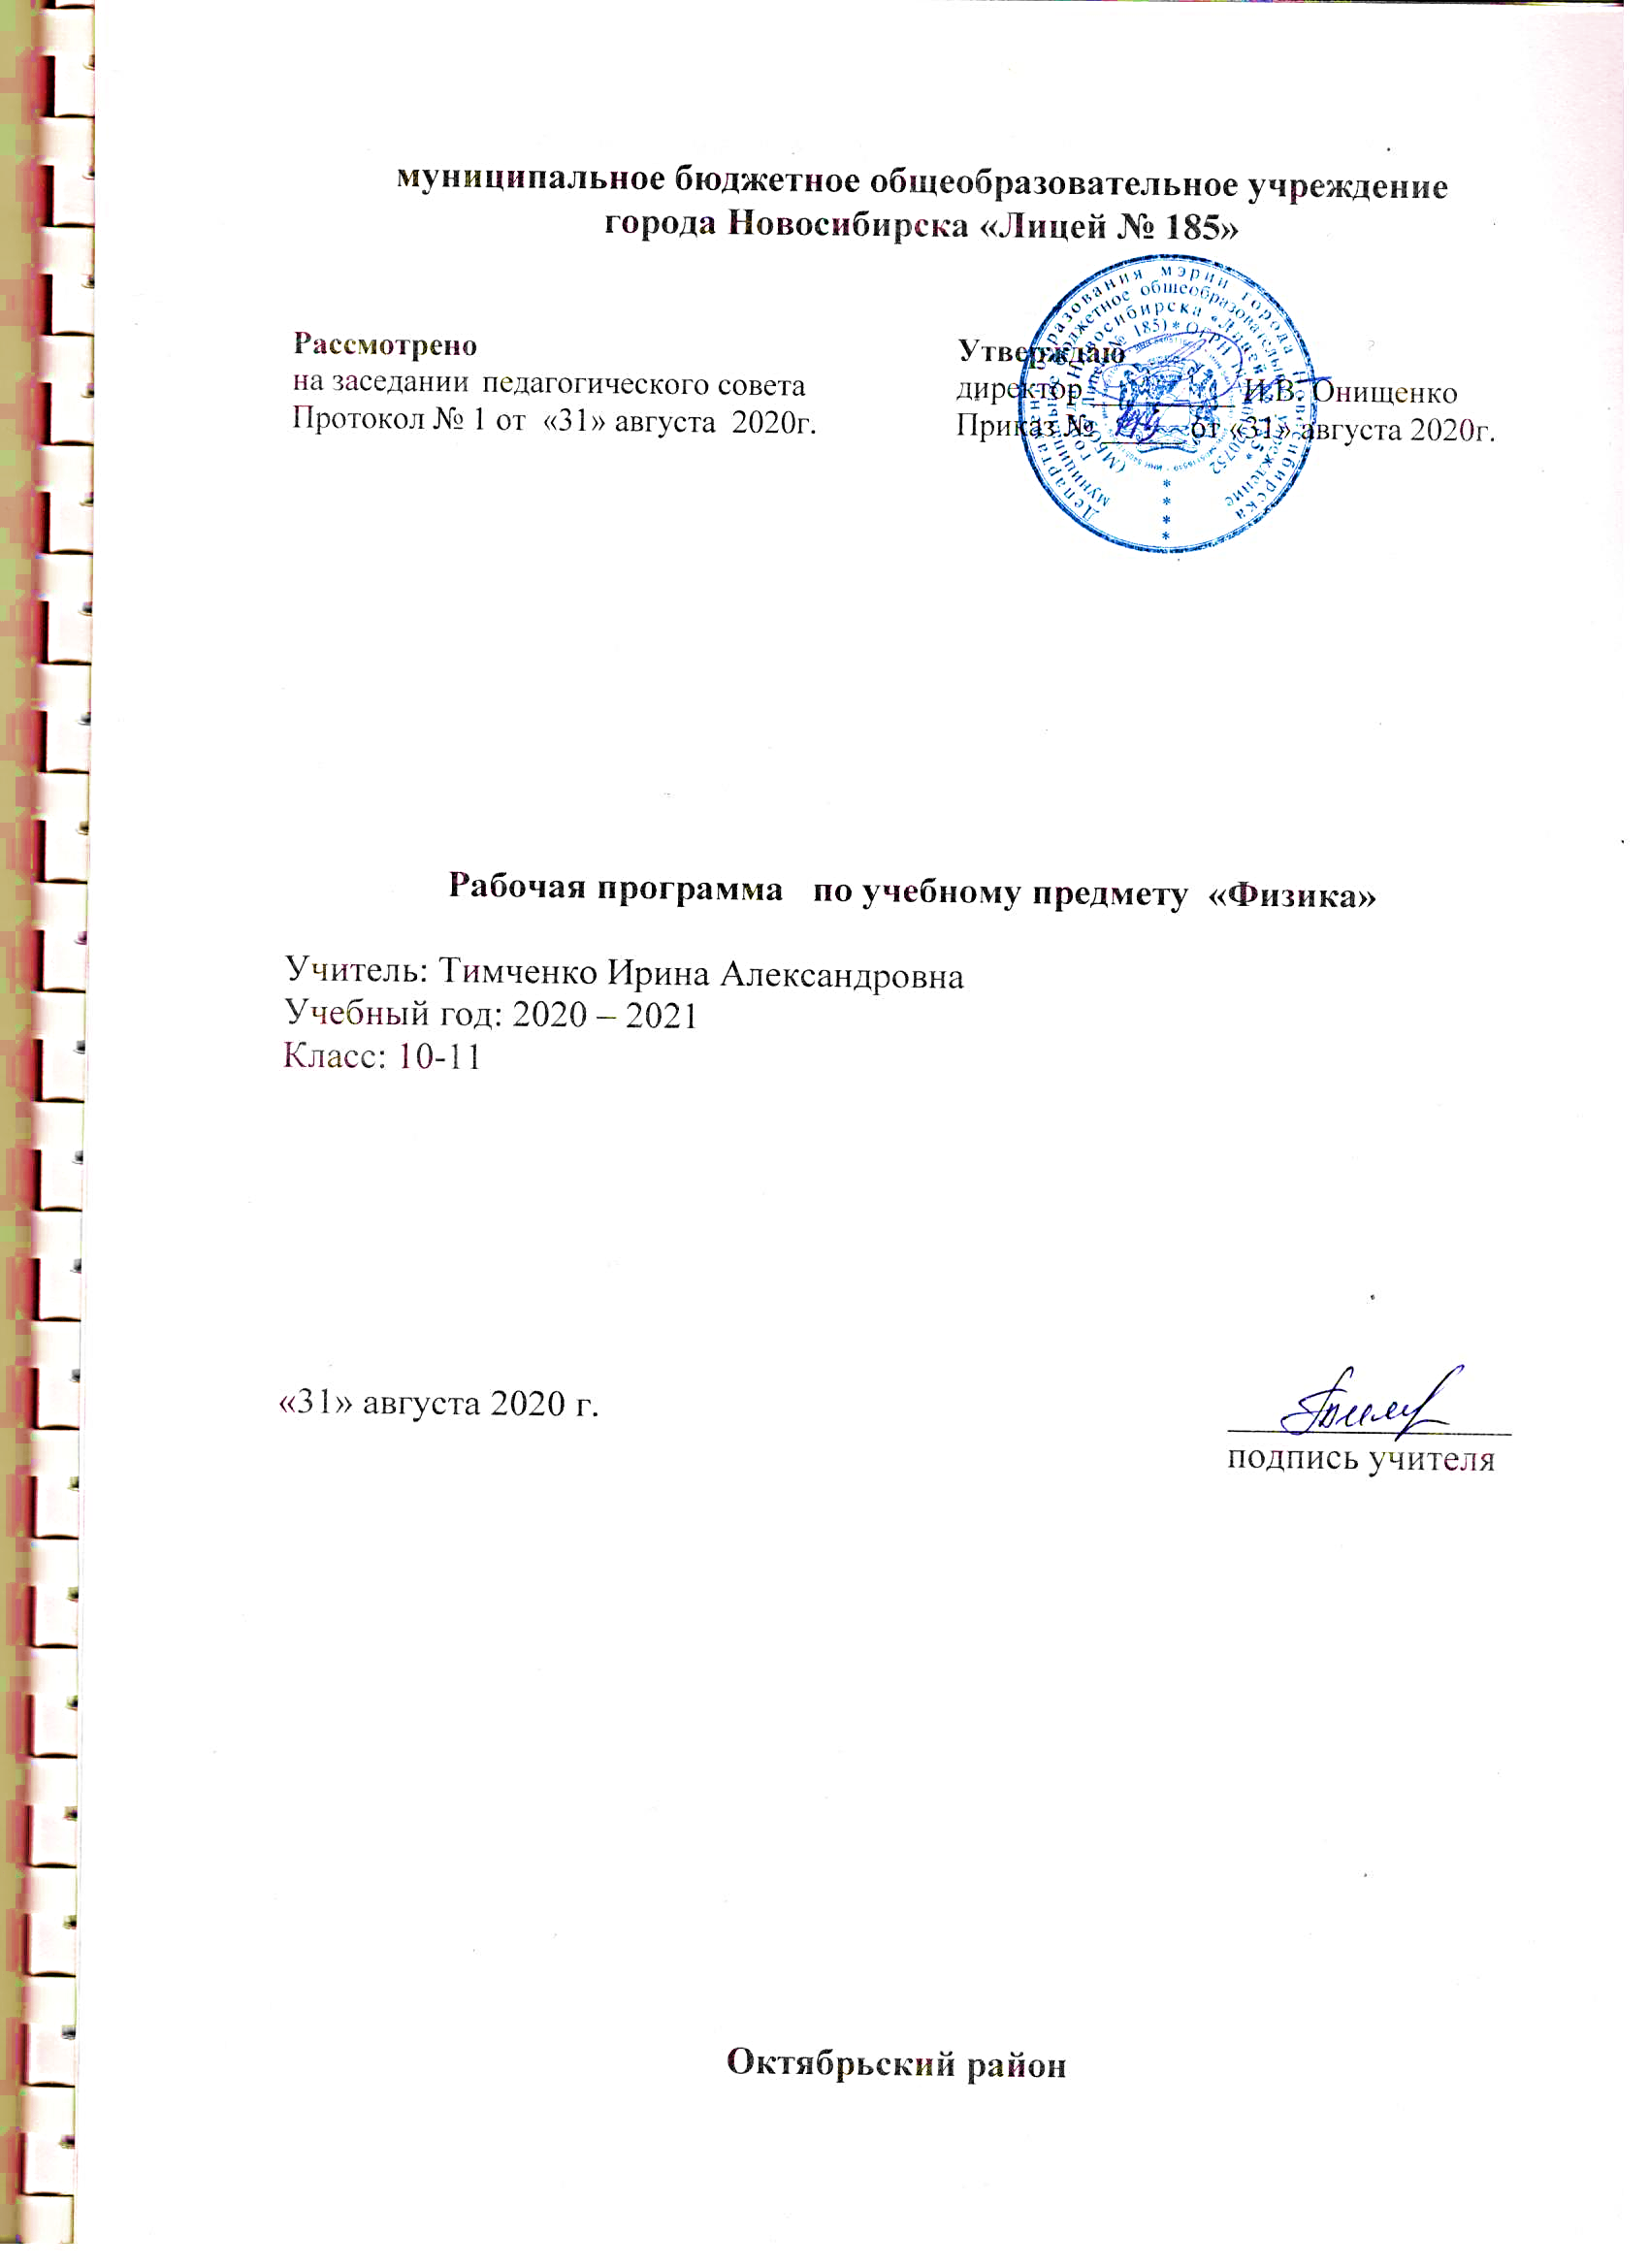 муниципальное бюджетное общеобразовательное учреждение
города Новосибирска «Лицей № 185»
Рассмотрено
на заседании педагогического совета
Протокол № 1 от «31» августа 2020г.
Утверждаю
директор И.В. Онищенко
Приказ № от «31» августа 2020г.
Рабочая программа по учебному предмету «Физика»
Учитель: Тимченко Ирина Александровна
Учебный год: 2020 – 2021
Класс: 10-11
«31» августа 2020 г.
подпись учителя
Октябрьский район